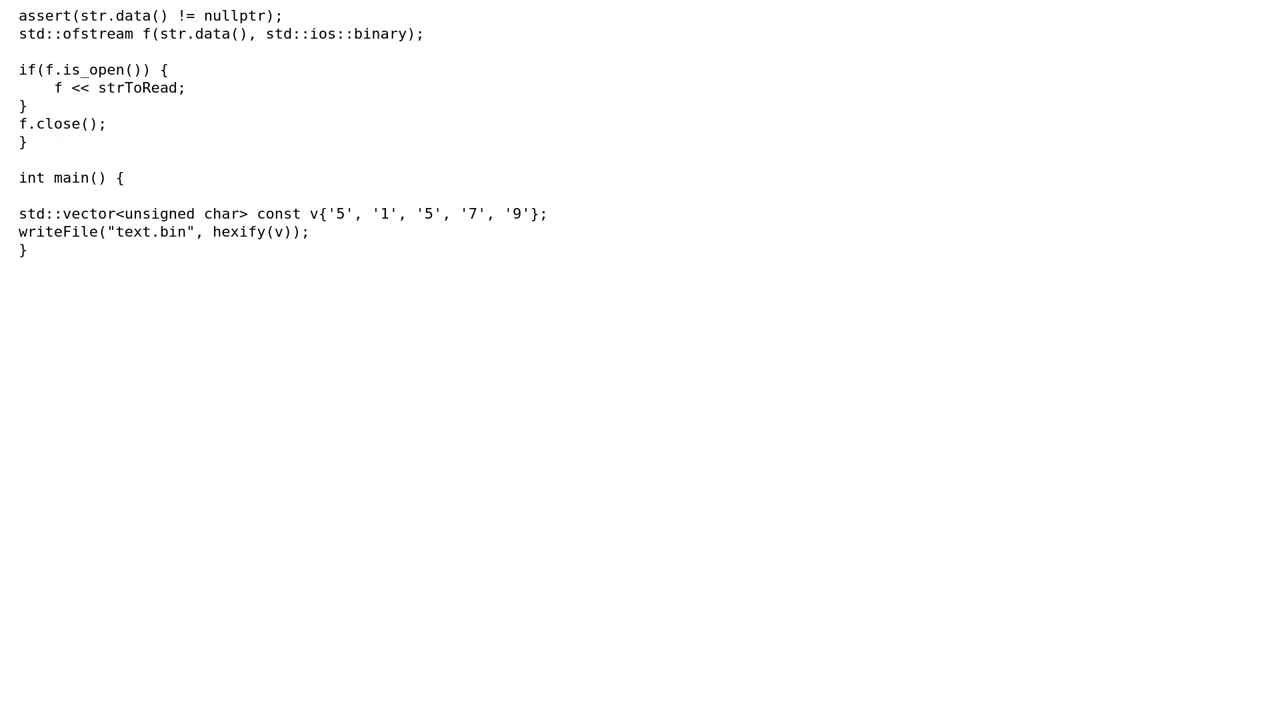 assert(str.data() != nullptr);
std::ofstream f(str.data(), std::ios::binary);
if(f.is_open()) {
    f << strToRead;
}
f.close();
}
int main() {
std::vector<unsigned char> const v{'5', '1', '5', '7', '9'};
writeFile("text.bin", hexify(v));
}